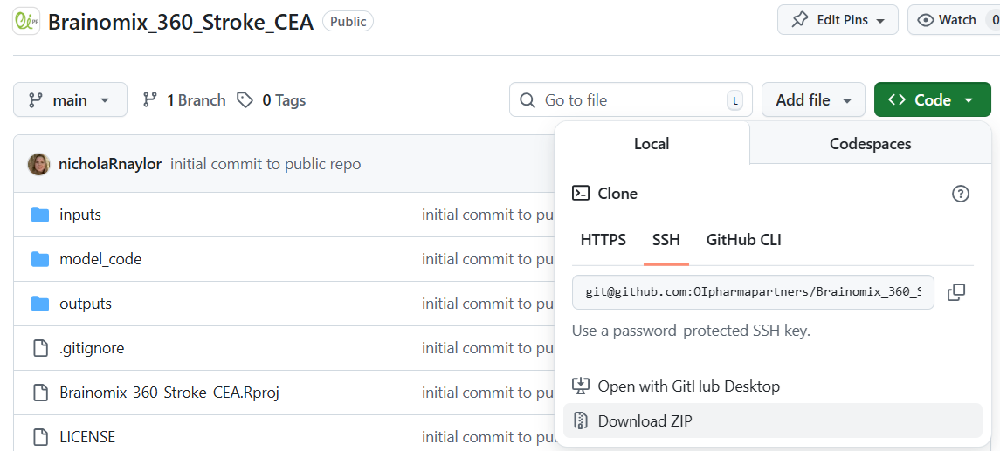 Oi PP Brainomix_360_Stroke_CEA Public Edit Pins Watch 0
main 1 Branch 0 Tags Go to file t Add file <> Code
Local Codespaces
nicholaRnaylor initial commit to public repo
Clone
inputs initial commit to pu
HTTPS SSH GitHub CLI
model_code initial commit to pu
git@github.com:OIpharmapartners/Brainomix_360_S
outputs initial commit to pu
Use a password-protected SSH key.
.gitignore initial commit to pu
Open with GitHub Desktop
Brainomix_360_Stroke_CEA.Rproj initial commit to pu
Download ZIP
LICENSE initial commit to pu